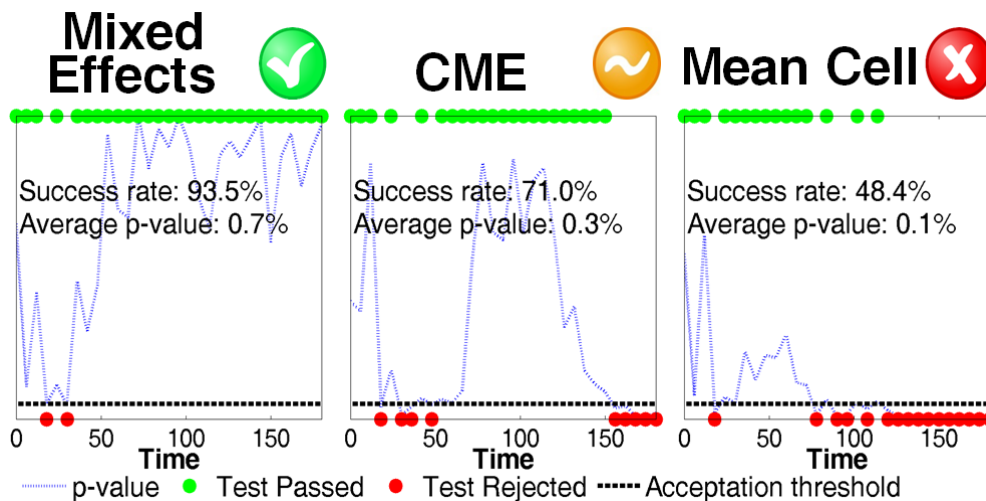 Mixed
Effects
CME
Mean Cell
Success rate: 93.5%
Average p-value: 0.7%
Success rate: 71.0%
Average p-value: 0.3%
Success rate: 48.4%
Average p-value: 0.1%
0 50 100 150
0 50 100 150
0 50 100 150
Time
Time
Time
p-value Test Passed Test Rejected Acceptation threshold